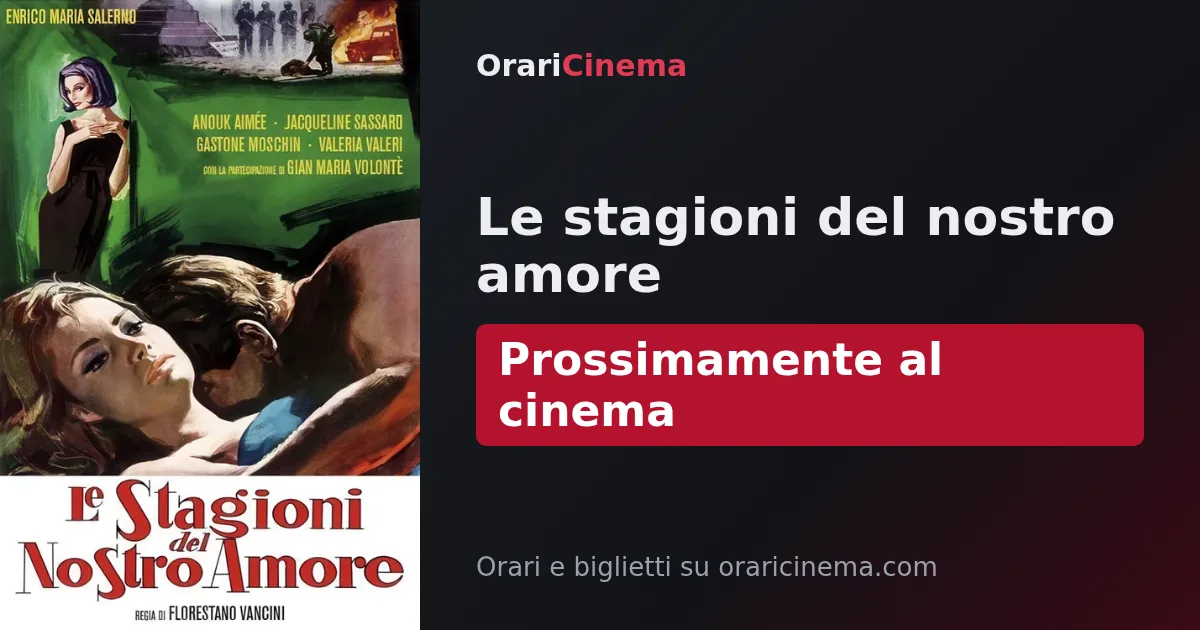 ENRICO MARIA SALERNO
ANOUK AIMÉE · JACQUELINE SASSARD
GASTONE MOSCHIN · VALERIA VALERI
CON LA PARTECIPAZIONE DI GIAN MARIA VOLONTÈ
Le Stagioni
del
Nostro Amore
REGIA DI FLORESTANO VANCINI
OrariCinema
Le stagioni del nostro
amore
Prossimamente al
cinema
Orari e biglietti su oraricinema.com